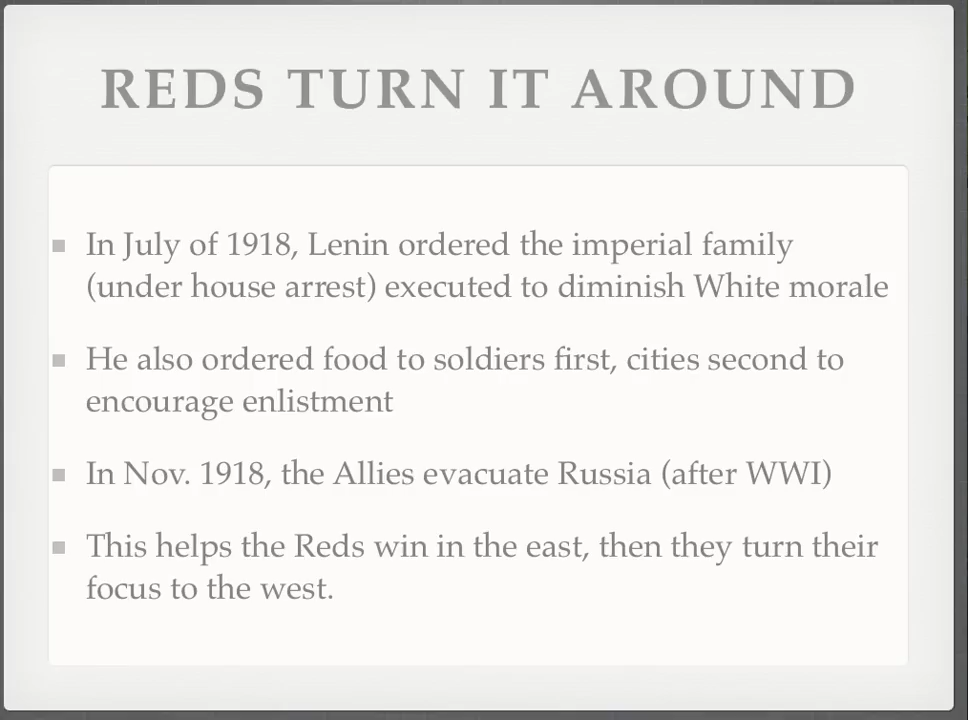 REDS TURN IT AROUND
In July of 1918, Lenin ordered the imperial family
(under house arrest) executed to diminish White morale
He also ordered food to soldiers first, cities second to
encourage enlistment
In Nov. 1918, the Allies evacuate Russia (after WWI)
This helps the Reds win in the east, then they turn their
focus to the west.